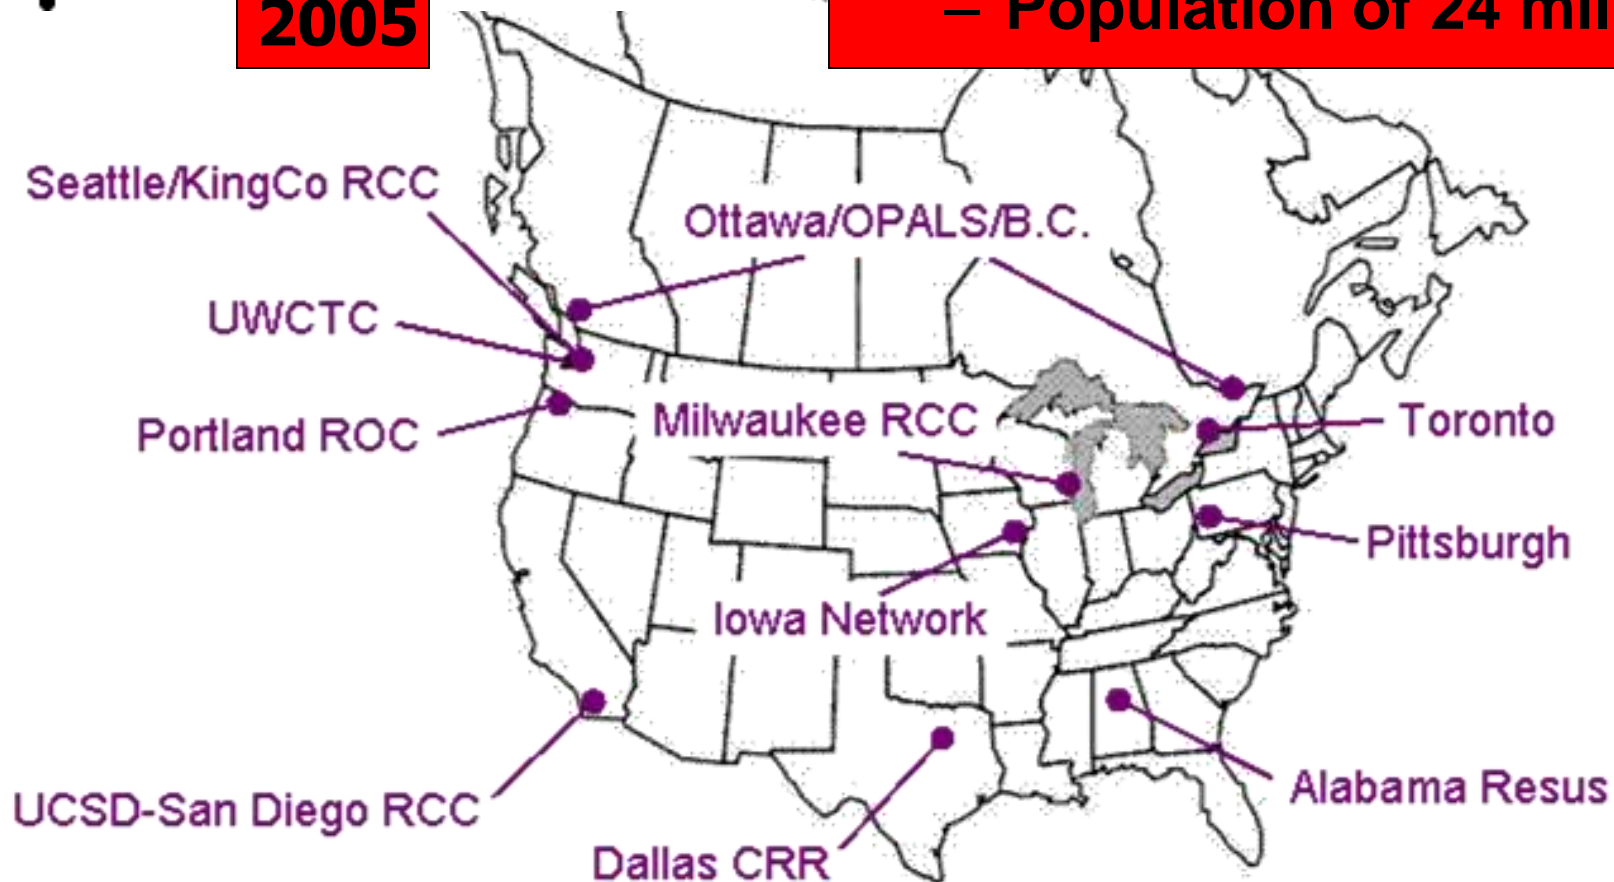 2005
– Population of 24 mil
Seattle/KingCo RCC
Ottawa/OPALS/B.C.
UWCTC
Portland ROC
Milwaukee RCC
Toronto
Pittsburgh
Iowa Network
UCSD-San Diego RCC
Alabama Resus
Dallas CRR